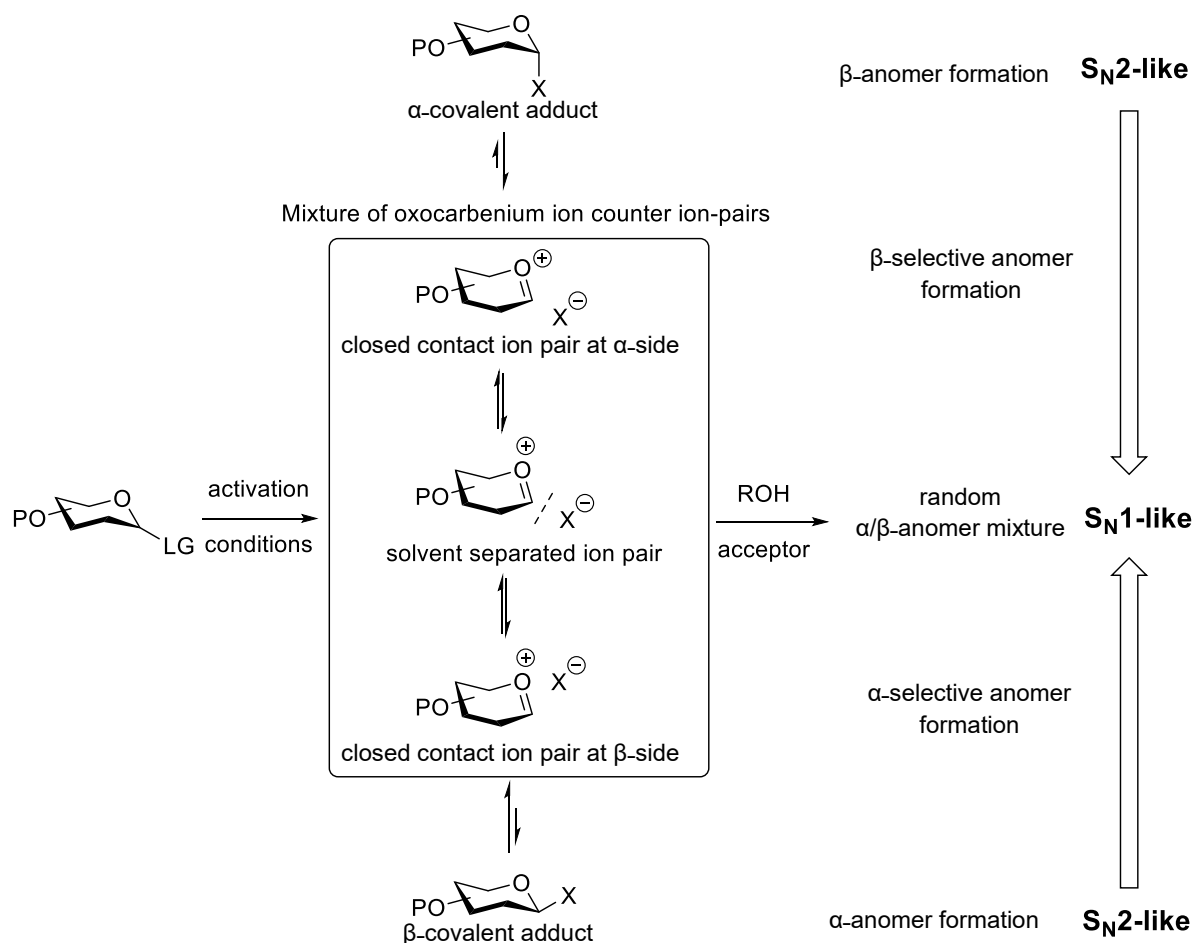 O
PO
X
α-covalent adduct
β-anomer formation
SN2-like
Mixture of oxocarbenium ion counter ion-pairs
⊕
O
PO
X⊖
closed contact ion pair at α-side
β-selective anomer
formation
⊕
O
PO
X⊖
solvent separated ion pair
O
PO
LG
activation
conditions
ROH
acceptor
random
α/β-anomer mixture
SN1-like
⊕
O
PO
X⊖
closed contact ion pair at β-side
α-selective anomer
formation
O
PO
X
β-covalent adduct
α-anomer formation
SN2-like